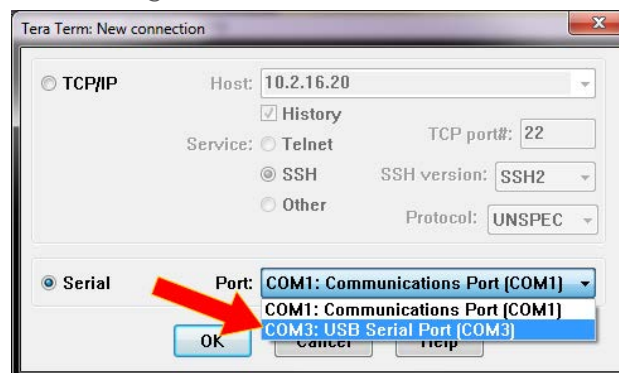 Tera Term: New connection
TCP/IP Host: 10.2.16.20
History
Service: Telnet TCP port#: 22
SSH SSH version: SSH2
Other Protocol: UNSPEC
Serial Port: COM1: Communications Port (COM1)
COM1: Communications Port (COM1)
COM3: USB Serial Port (COM3)
OK Cancel Help